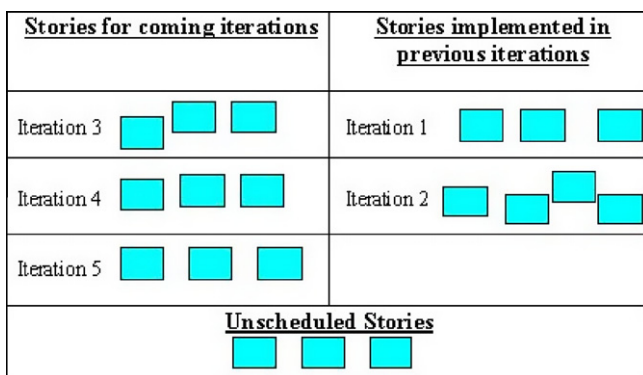 Stories for coming iterations
Stories implemented in
previous iterations
Iteration 3
Iteration 1
Iteration 4
Iteration 2
Iteration 5
Unscheduled Stories